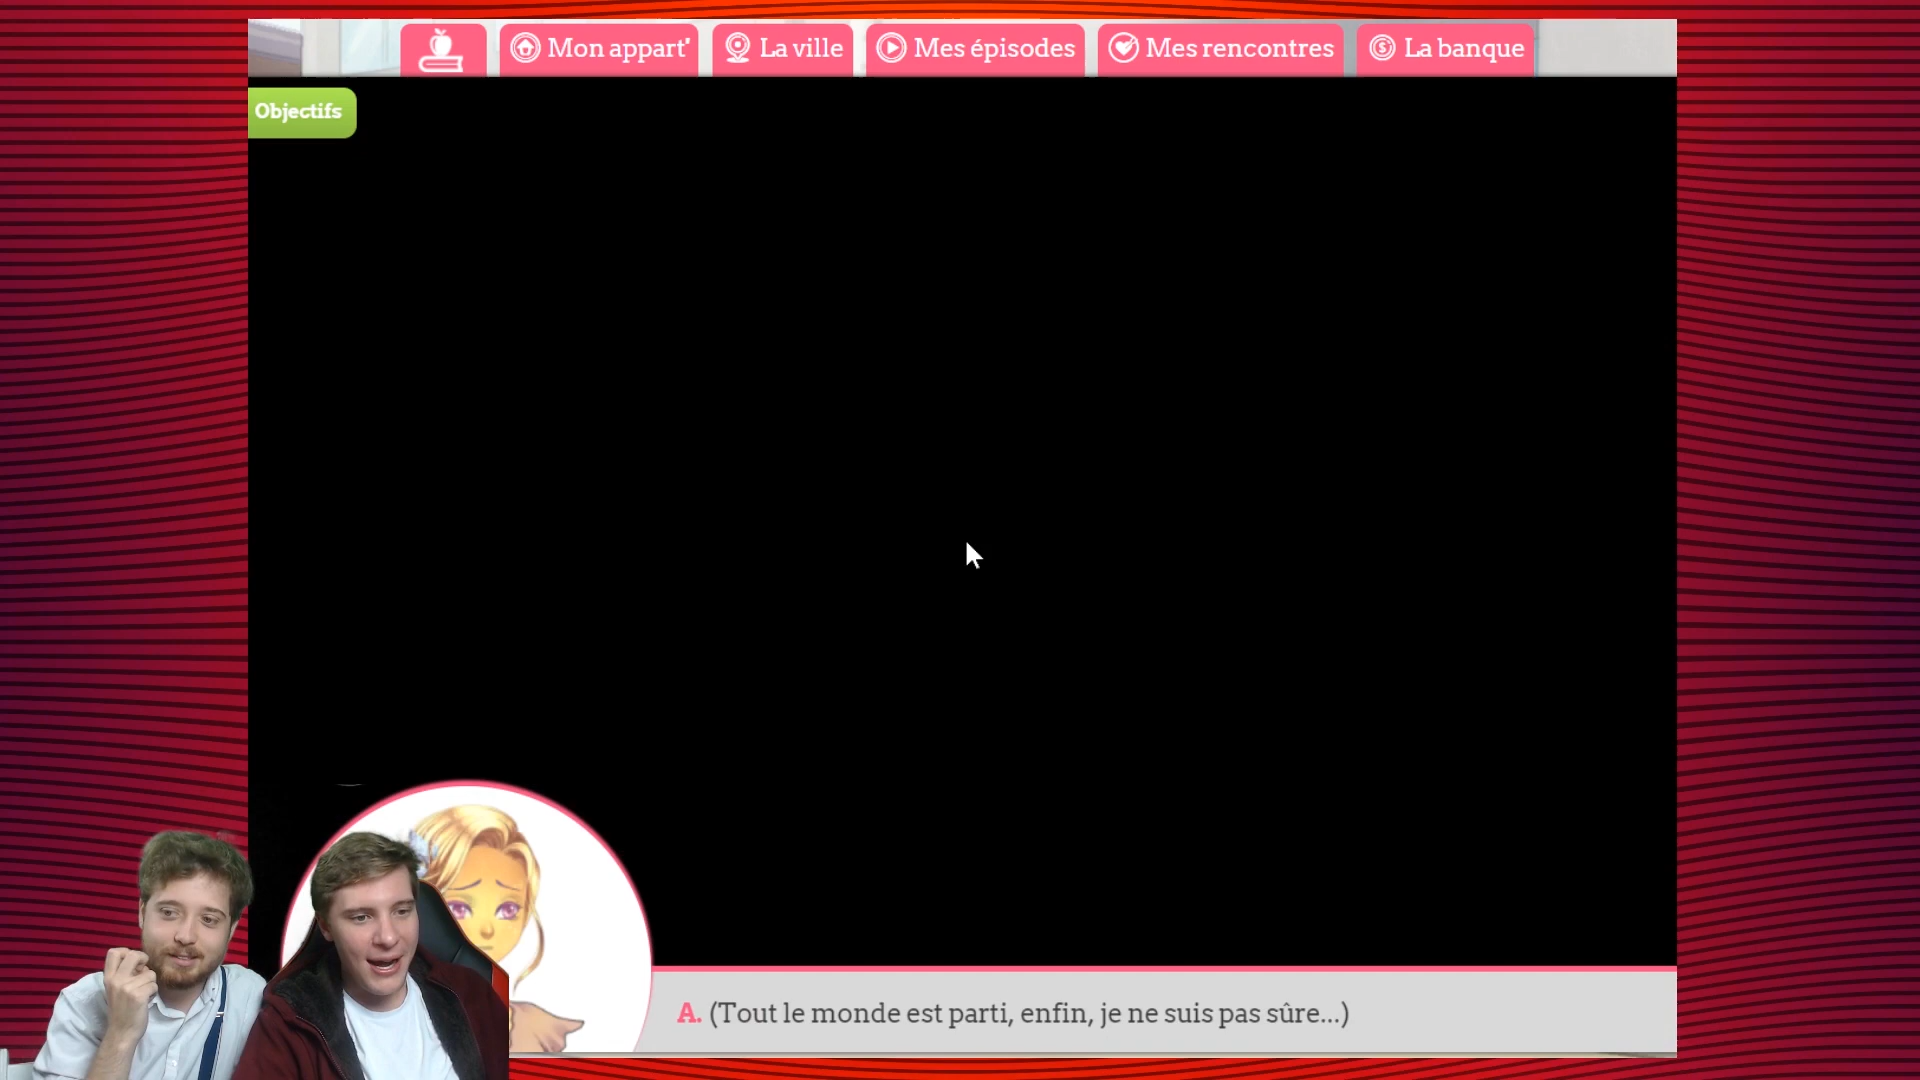 Mon appart'
La ville
Mes épisodes
Mes rencontres
La banque
Objectifs
A. (Tout le monde est parti, enfin, je ne suis pas sûre...)